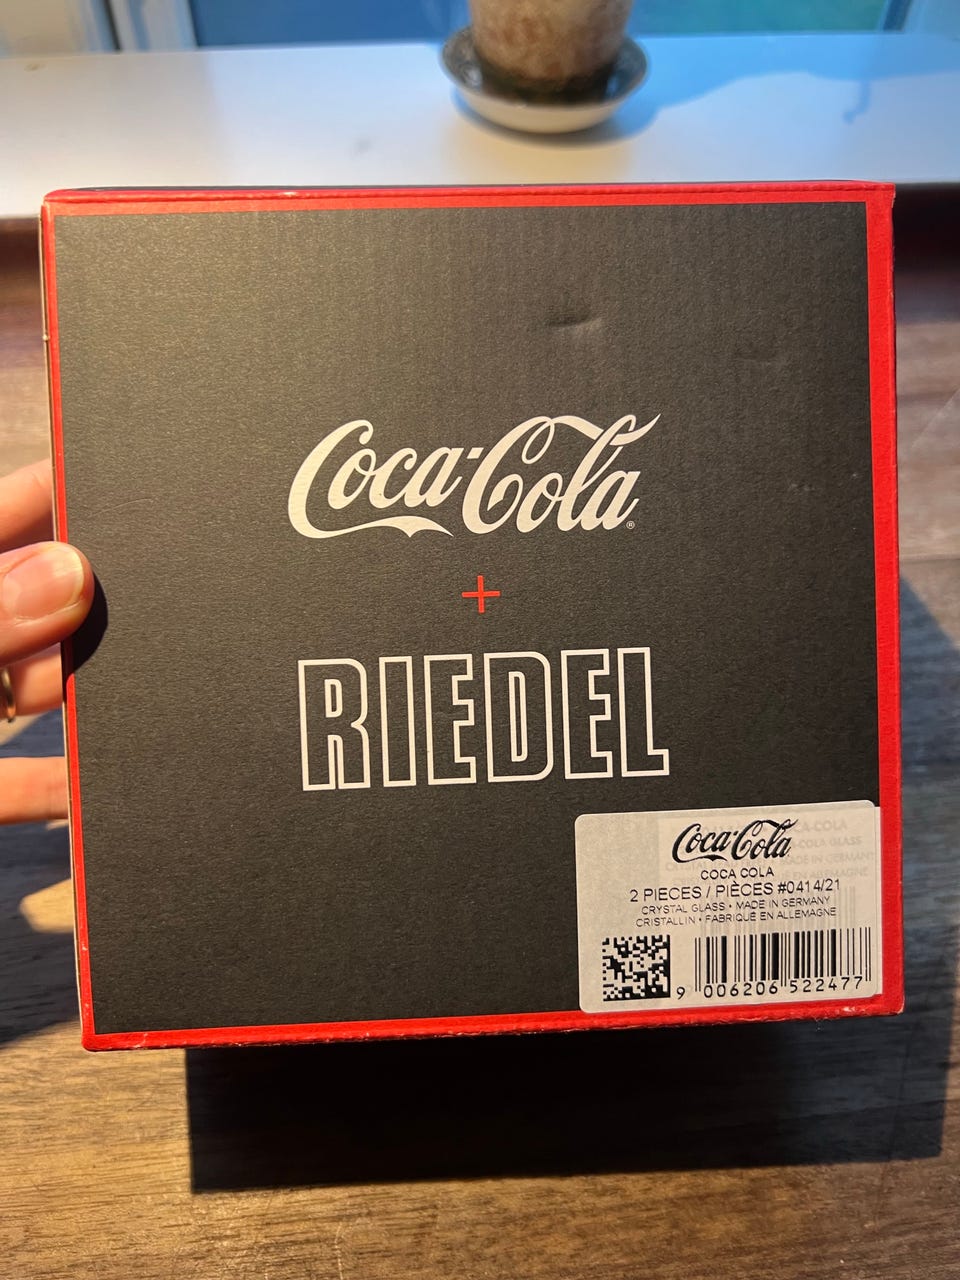 Coca-Cola®
+
RIEDEL
Coca-Cola
COCA COLA
2 PIECES / PIÈCES #0414/21
CRYSTAL GLASS • MADE IN GERMANY
CRISTALLIN • FABRIQUÉ EN ALLEMAGNE
9 006206 522477